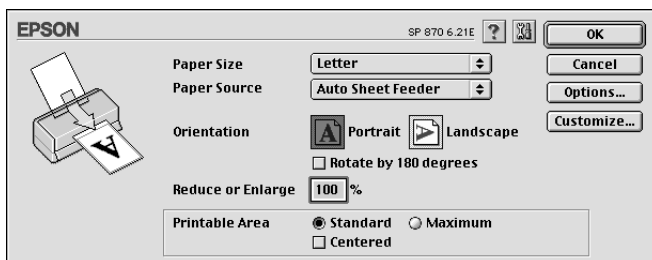 EPSON
SP 870 6.21E
?
OK
Paper Size
Letter
Cancel
Paper Source
Auto Sheet Feeder
Options...
Orientation
A
Portrait
A
Landscape
Customize...
Rotate by 180 degrees
Reduce or Enlarge
100 %
Printable Area
Standard
Maximum
Centered
A